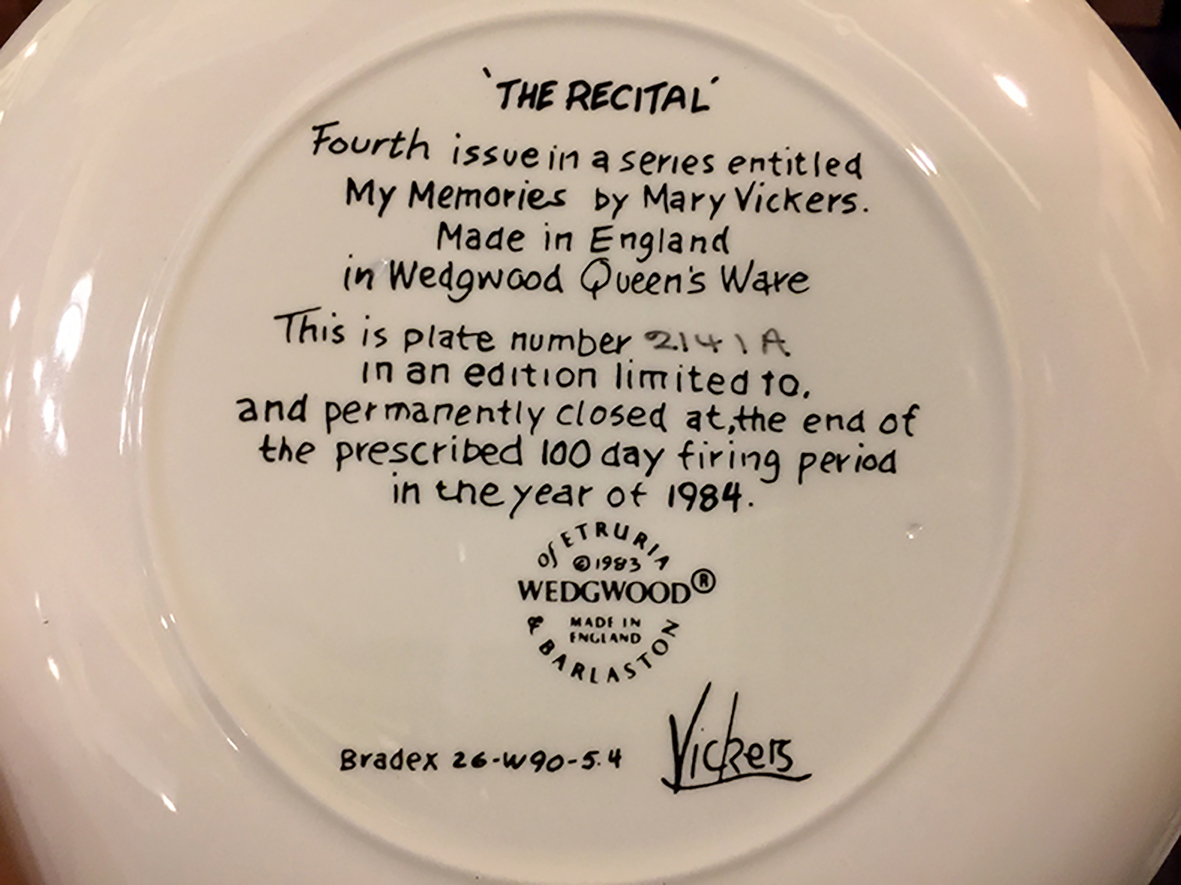 'THE RECITAL'
Fourth issue in a series entitled
My Memories by Mary Vickers.
Made in England
in Wedgwood Queen's Ware
This is plate number 2141A
in an edition limited to,
and permanently closed at, the end of
the prescribed 100 day firing period
in the year of 1984.
of ETRURIA
©1983
WEDGWOOD®
MADE IN
ENGLAND
& BARLASTON
Bradex 26-W90-5.4 Vickers